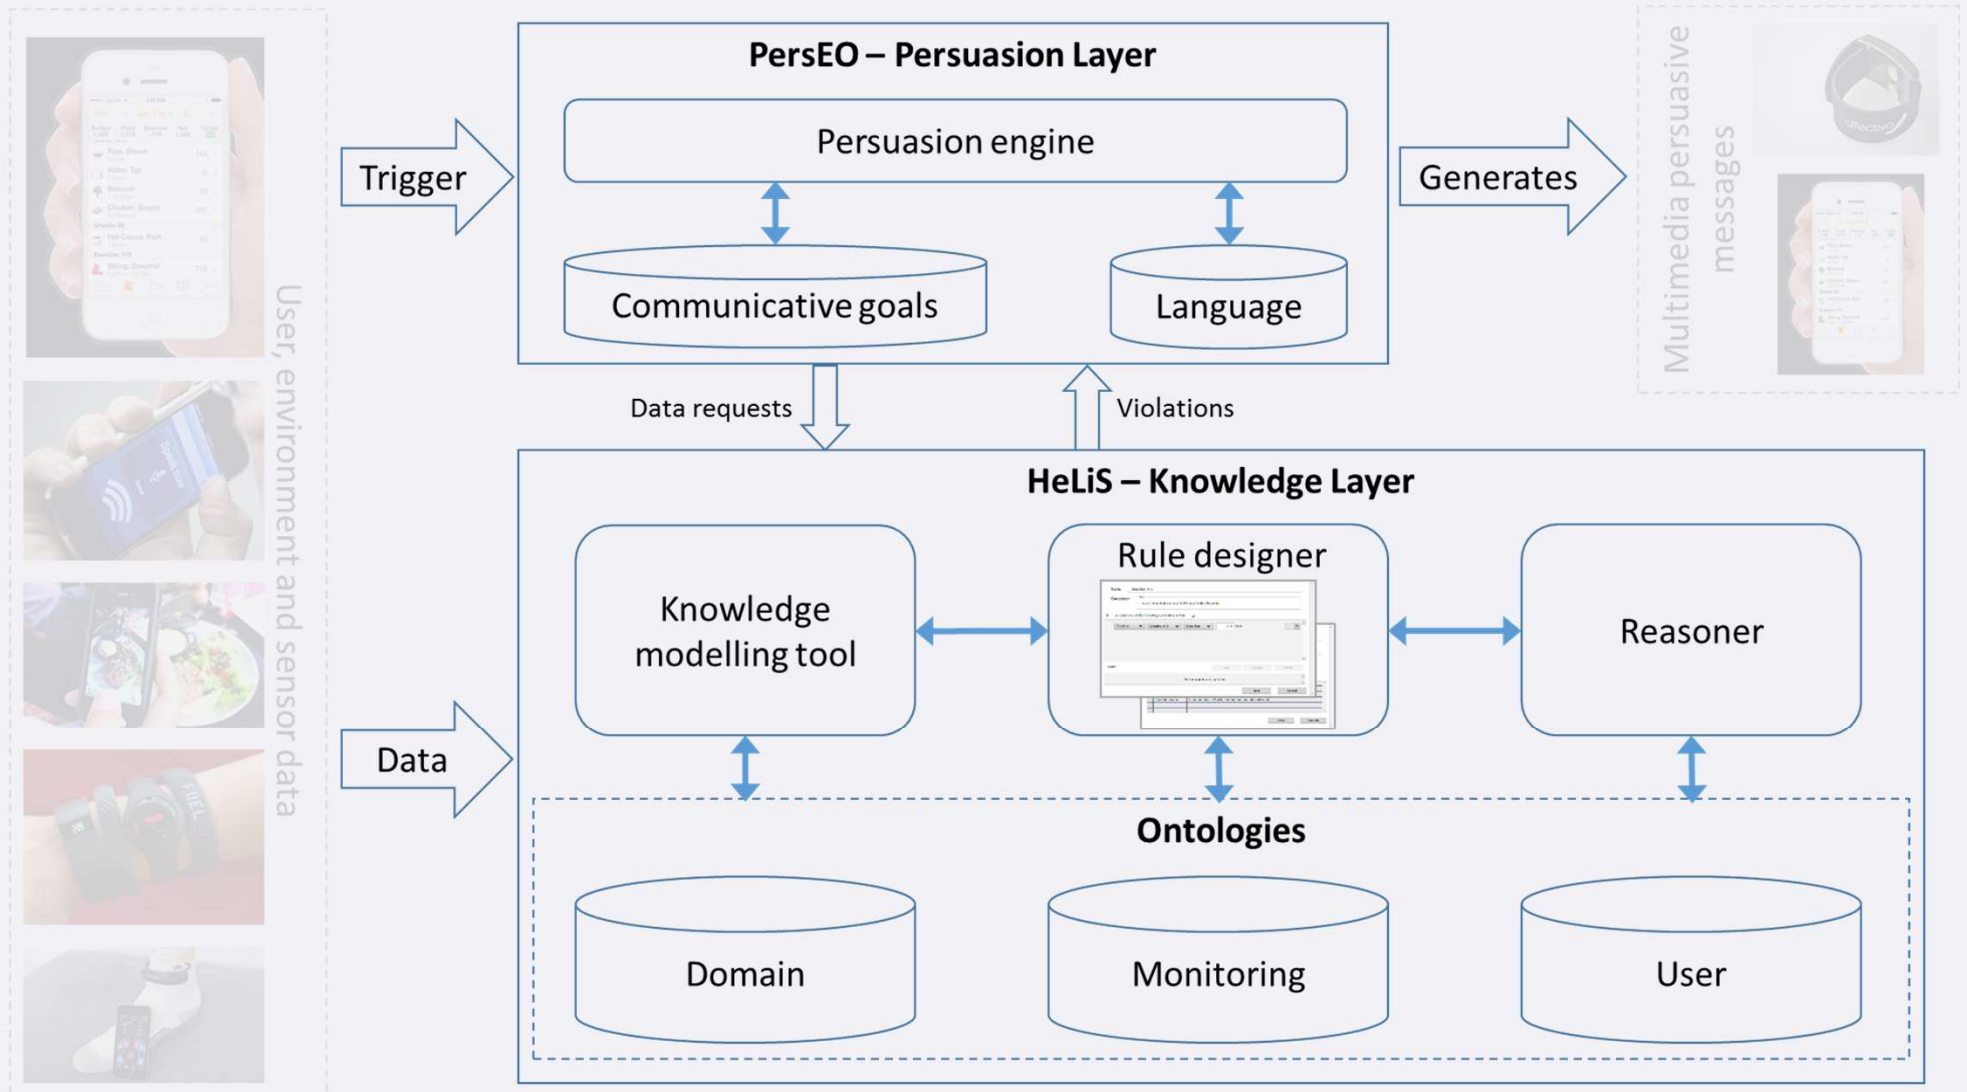 User, environment and sensor data
Trigger
Data
PersEO – Persuasion Layer
Persuasion engine
Communicative goals
Language
Generates
Multimedia persuasive
messages
Data requests
Violations
HeLiS – Knowledge Layer
Knowledge
modelling tool
Rule designer
Reasoner
Ontologies
Domain
Monitoring
User
FUEL